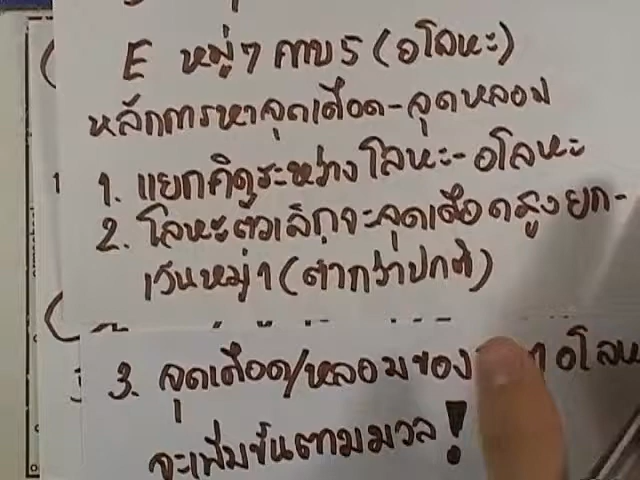 E หมู่ 7 คาบ 5 (อโลหะ)
หลักการหาจุดเดือด-จุดหลอม
1. แยกคิดระหว่างโลหะ-อโลหะ
2. โลหะตัวเล็กจะจุดเดือดสูงยก-
เว้นหมู่ 1 (ต่ำกว่าปกติ)
3. จุดเดือด/หลอมของ อโลห
จะเพิ่มขึ้นตามมวล!